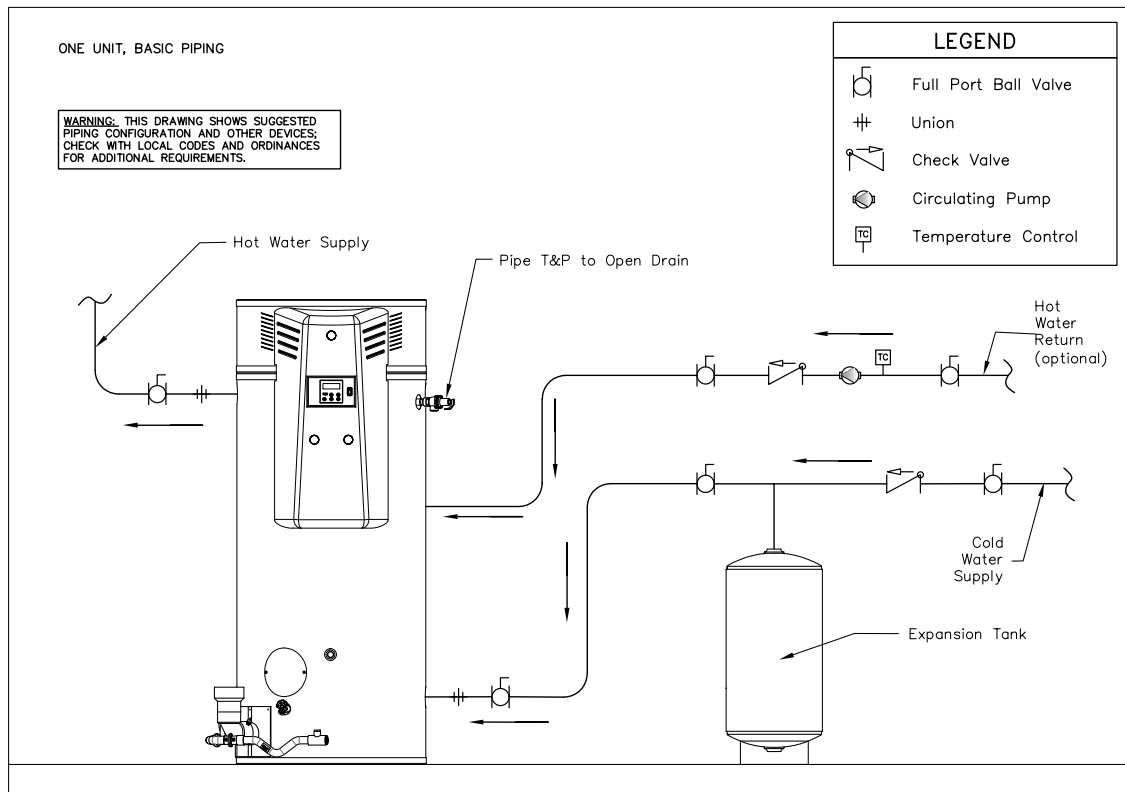 ONE UNIT, BASIC PIPING
WARNING: THIS DRAWING SHOWS SUGGESTED
PIPING CONFIGURATION AND OTHER DEVICES;
CHECK WITH LOCAL CODES AND ORDINANCES
FOR ADDITIONAL REQUIREMENTS.
LEGEND
Full Port Ball Valve
Union
Check Valve
Circulating Pump
TC
Temperature Control
Hot Water Supply
Pipe T&P to Open Drain
Hot
Water
Return
(optional)
TC
Cold
Water
Supply
Expansion Tank